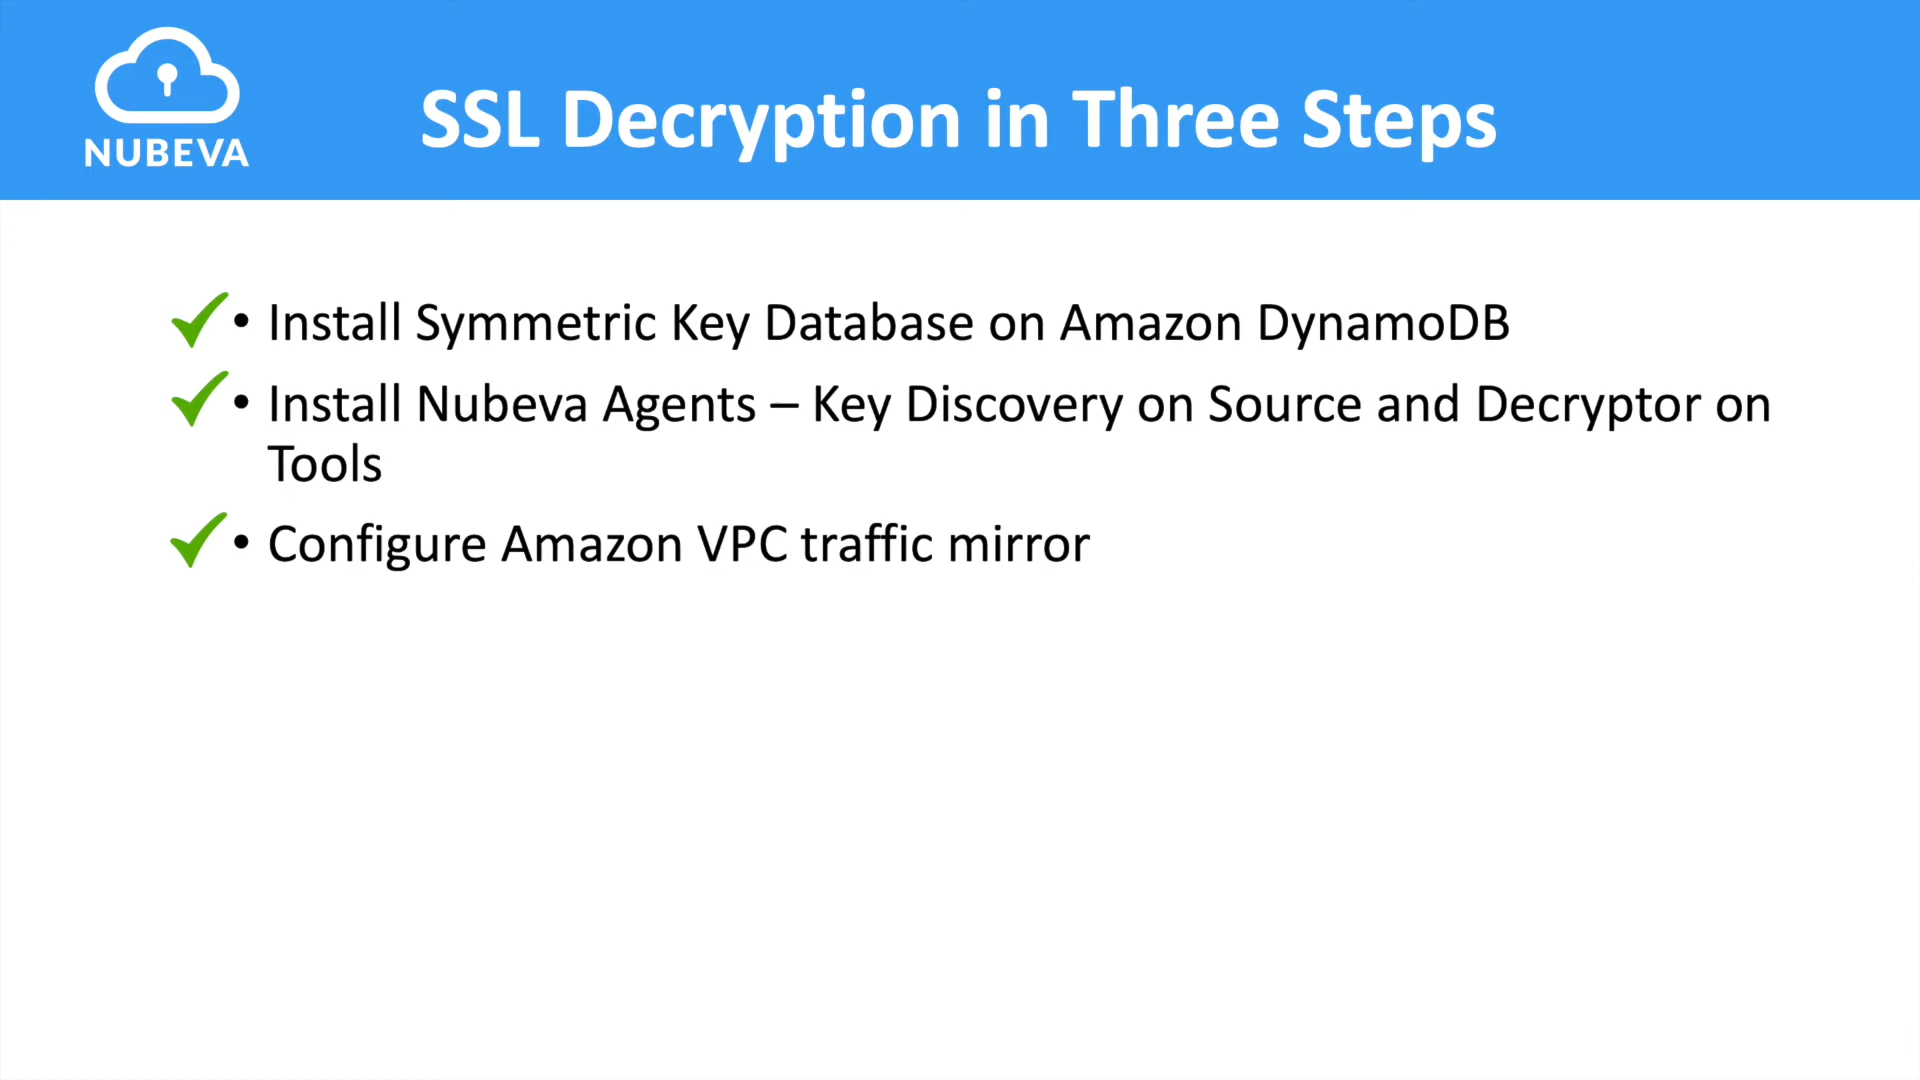 NUBEVA
SSL Decryption in Three Steps
• Install Symmetric Key Database on Amazon DynamoDB
• Install Nubeva Agents – Key Discovery on Source and Decryptor on
Tools
• Configure Amazon VPC traffic mirror